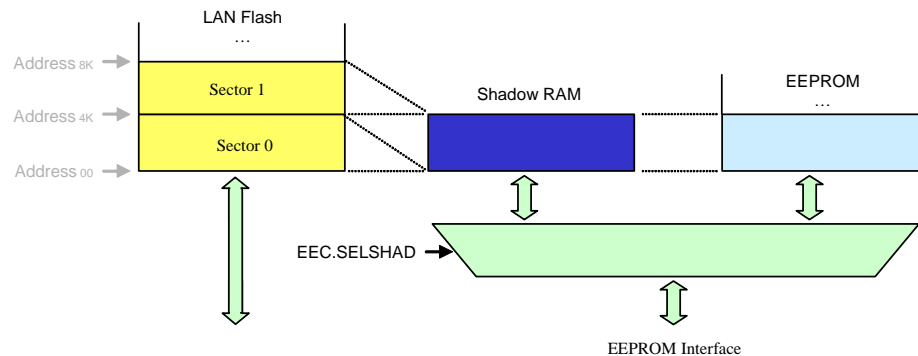 LAN Flash
...
Address 8K
Sector 1
Address 4K
Sector 0
Address 00
Shadow RAM
EEPROM
...
EEC.SELSHAD
EEPROM Interface